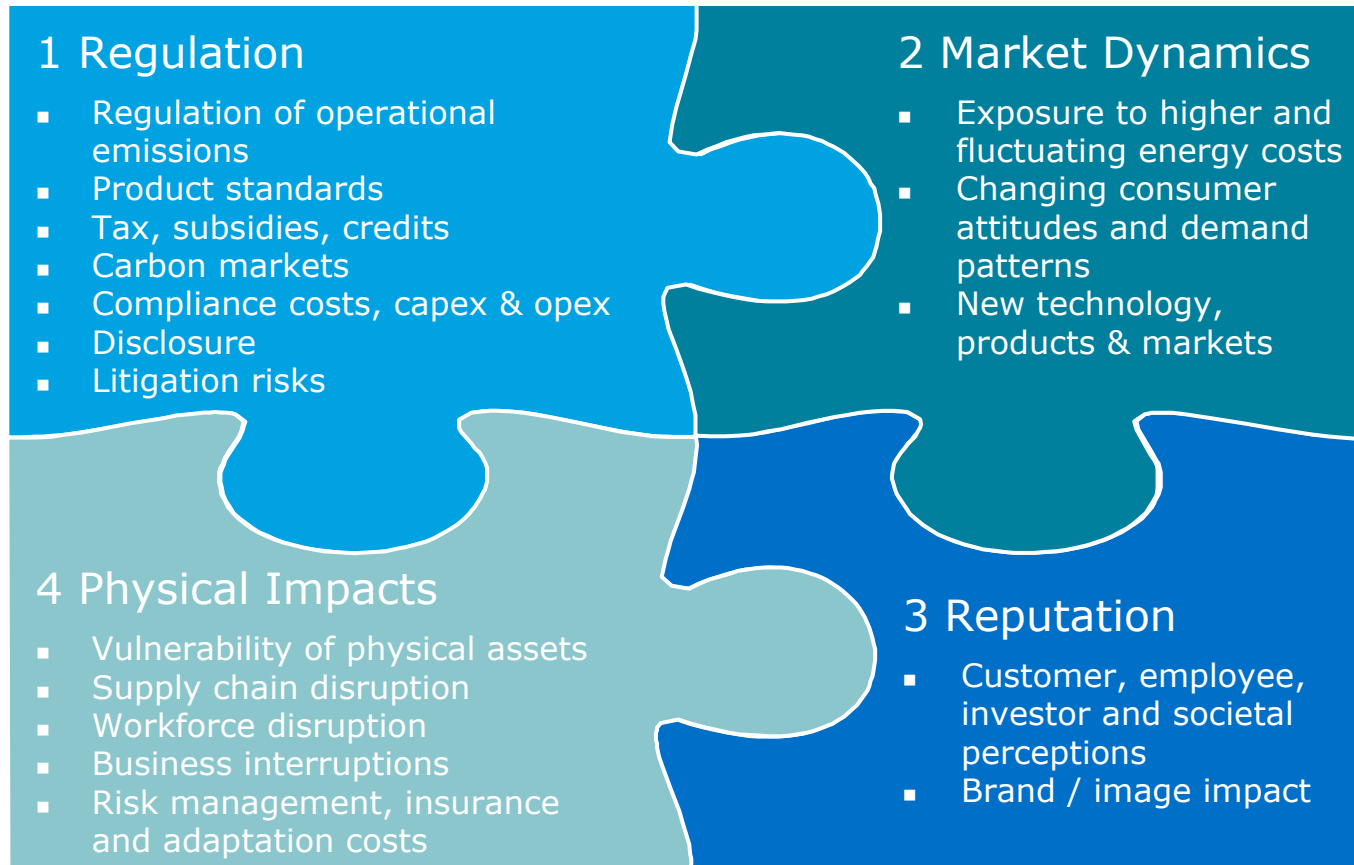 1 Regulation
▪ Regulation of operational
emissions
▪ Product standards
▪ Tax, subsidies, credits
▪ Carbon markets
▪ Compliance costs, capex & opex
▪ Disclosure
▪ Litigation risks
2 Market Dynamics
▪ Exposure to higher and
fluctuating energy costs
▪ Changing consumer
attitudes and demand
patterns
▪ New technology,
products & markets
4 Physical Impacts
▪ Vulnerability of physical assets
▪ Supply chain disruption
▪ Workforce disruption
▪ Business interruptions
▪ Risk management, insurance
and adaptation costs
3 Reputation
▪ Customer, employee,
investor and societal
perceptions
▪ Brand / image impact